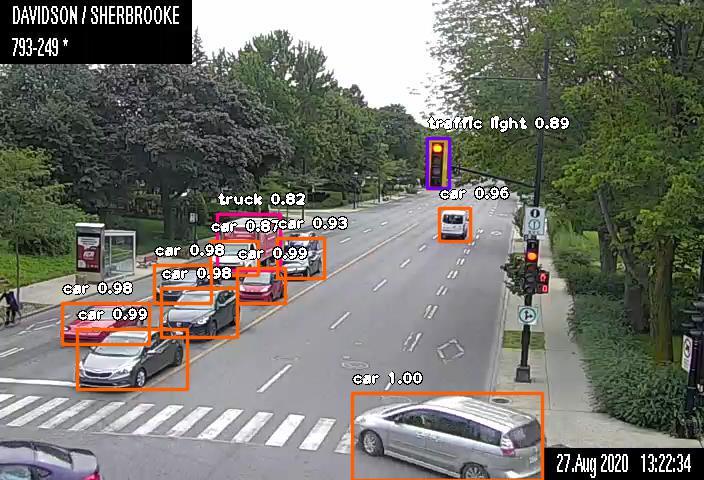 DAVIDSON / SHERBROOKE
793-249 *
traffic light 0.89
car 0.96
truck 0.82
car 0.87
car 0.93
car 0.98
car 0.99
car 0.98
car 0.98
car 0.99
car 1.00
27.Aug 2020 13:22:34